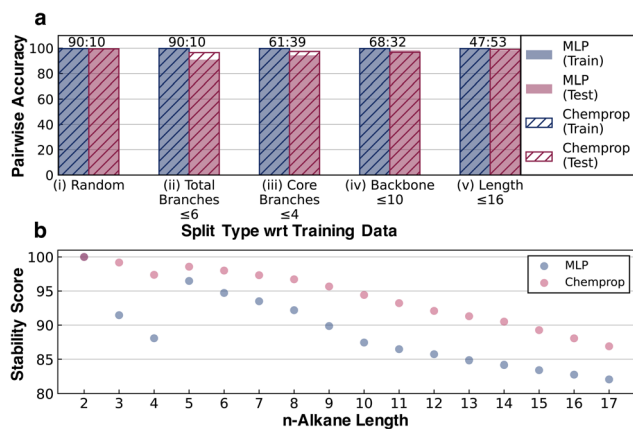 a
90:10 90:10 61:39 68:32 47:53
100
80
60
40
20
0
Pairwise Accuracy
(i) Random
(ii) Total
Branches
≤6
(iii) Core
Branches
≤4
(iv) Backbone
≤10
(v) Length
≤16
Split Type wrt Training Data
MLP
(Train)
MLP
(Test)
Chemprop
(Train)
Chemprop
(Test)
b
100
95
90
85
80
Stability Score
MLP
Chemprop
2 3 4 5 6 7 8 9 10 11 12 13 14 15 16 17
n-Alkane Length